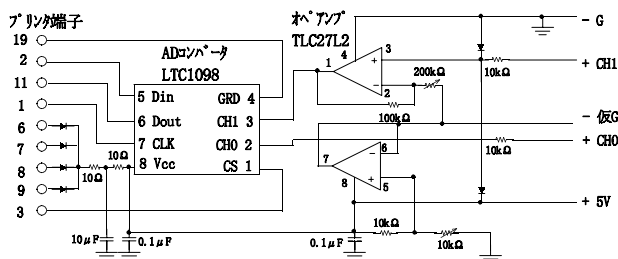 プリンタ端子
19
2
11
1
6
7
8
9
3
ADコンバータ
LTC1098
5 Din
6 Dout
7 CLK
8 Vcc
GRD 4
CH1 3
CH0 2
CS 1
10Ω
10Ω
10μF
0.1μF
オペアンプ
TLC27L2
4
3
1
2
+
−
200kΩ
100kΩ
10kΩ
6
7
8
5
−
+
10kΩ
0.1μF
10kΩ
10kΩ
- G
+ CH1
- 仮G
+ CH0
+ 5V